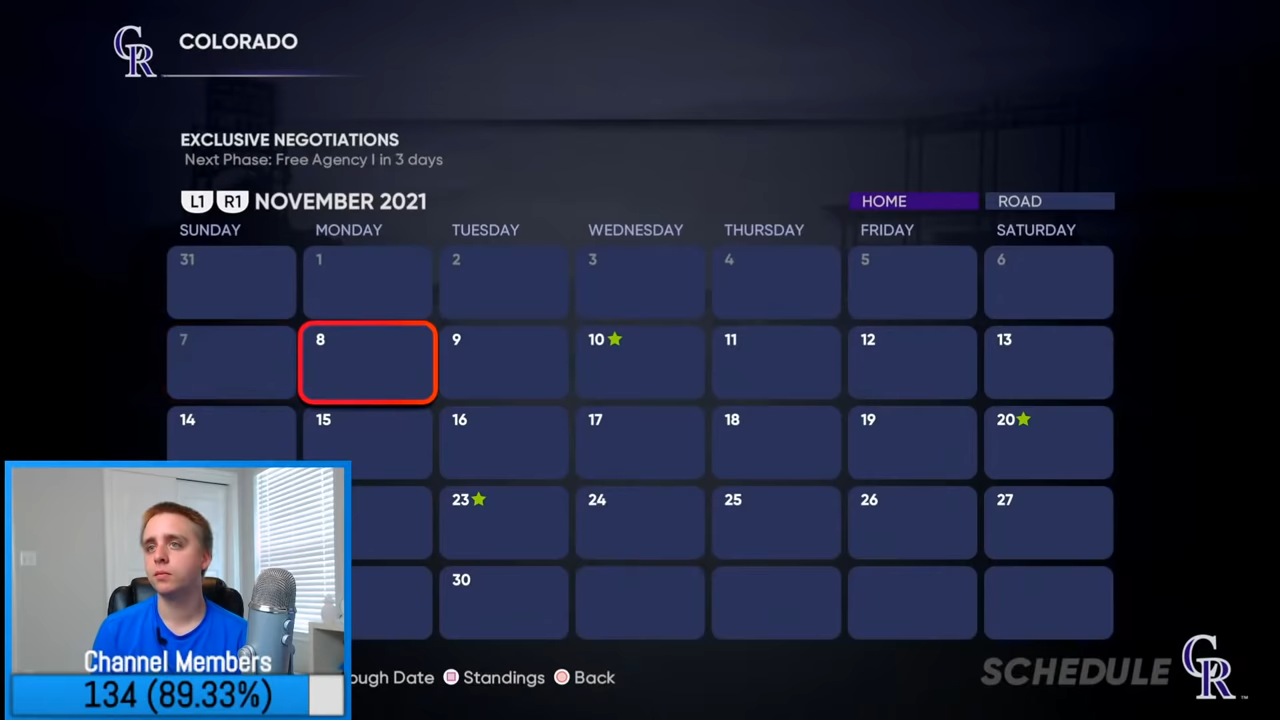 COLORADO
EXCLUSIVE NEGOTIATIONS
Next Phase: Free Agency I in 3 days
L1 R1 NOVEMBER 2021
HOME ROAD
SUNDAY MONDAY TUESDAY WEDNESDAY THURSDAY FRIDAY SATURDAY
31 1 2 3 4 5 6
7 8 9 10 11 12 13
14 15 16 17 18 19 20
23 24 25 26 27
30
Channel Members
134 (89.33%)
ough Date Standings Back
SCHEDULE CR
CR